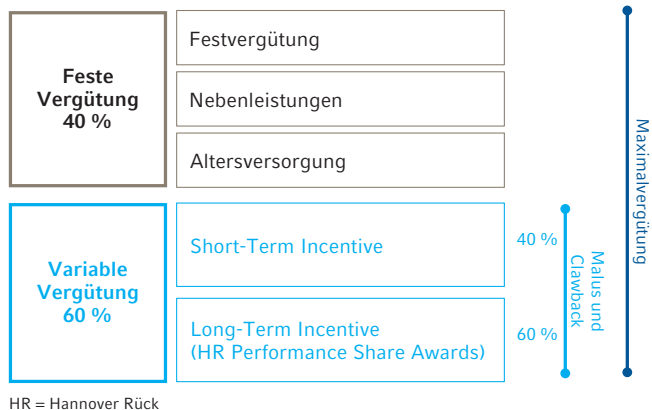 Feste
Vergütung
40 %
Festvergütung
Nebenleistungen
Altersversorgung
Variable
Vergütung
60 %
Short-Term Incentive
40 %
Long-Term Incentive
(HR Performance Share Awards)
60 %
Malus und
Clawback
Maximalvergütung
HR = Hannover Rück